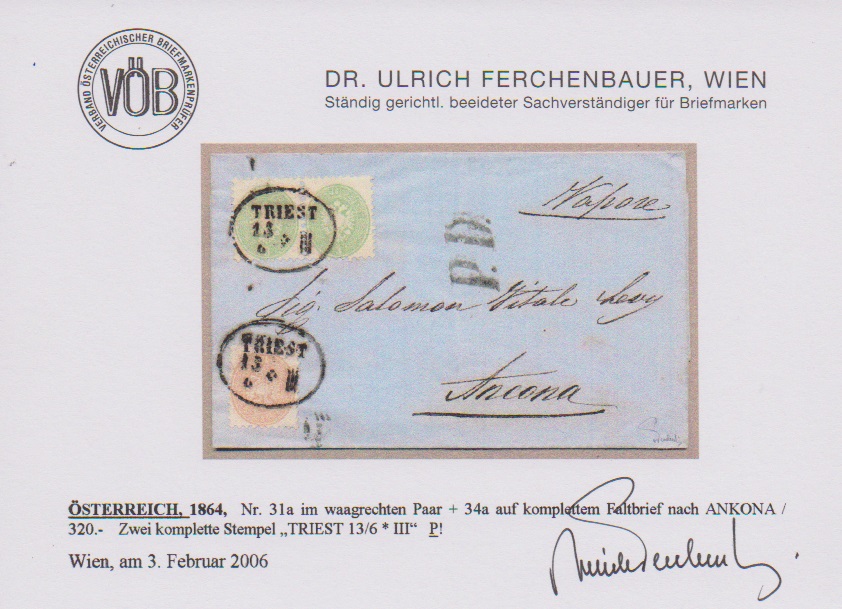 VERBAND ÖSTERREICHISCHER BRIEFMARKENPRÜFER
VÖB
DR. ULRICH FERCHENBAUER, WIEN
Ständig gerichtl. beeideter Sachverständiger für Briefmarken
Vapore
TRIEST
13
6 III
P.D.
Sig. Salomon Vitale Levy
TRIEST
13
6 III
Ancona
ÖSTERREICH, 1864, Nr. 31a im waagrechten Paar + 34a auf komplettem Faltbrief nach ANKONA /
320.- Zwei komplette Stempel „TRIEST 13/6 * III“ P!
Wien, am 3. Februar 2006